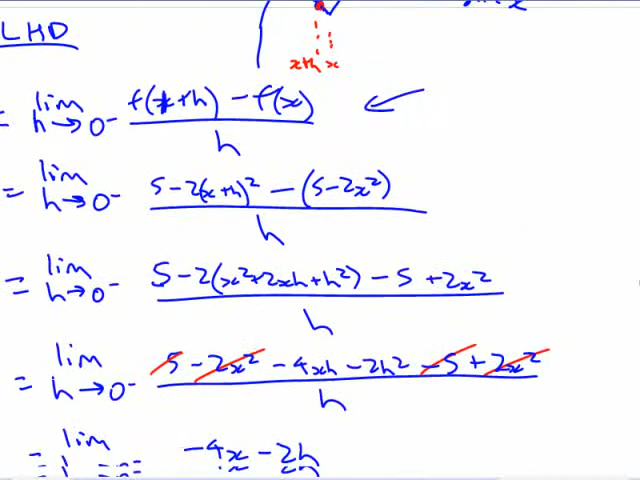 LHD
x+h x
= lim h→0⁻ f(x+h) − f(x) / h
= lim h→0⁻ 5 − 2(x+h)² − (5 − 2x²) / h
= lim h→0⁻ 5 − 2(x² + 2xh + h²) − 5 + 2x² / h
= lim h→0⁻ 5 − 2x² − 4xh − 2h² − 5 + 2x² / h
= lim −4x − 2h